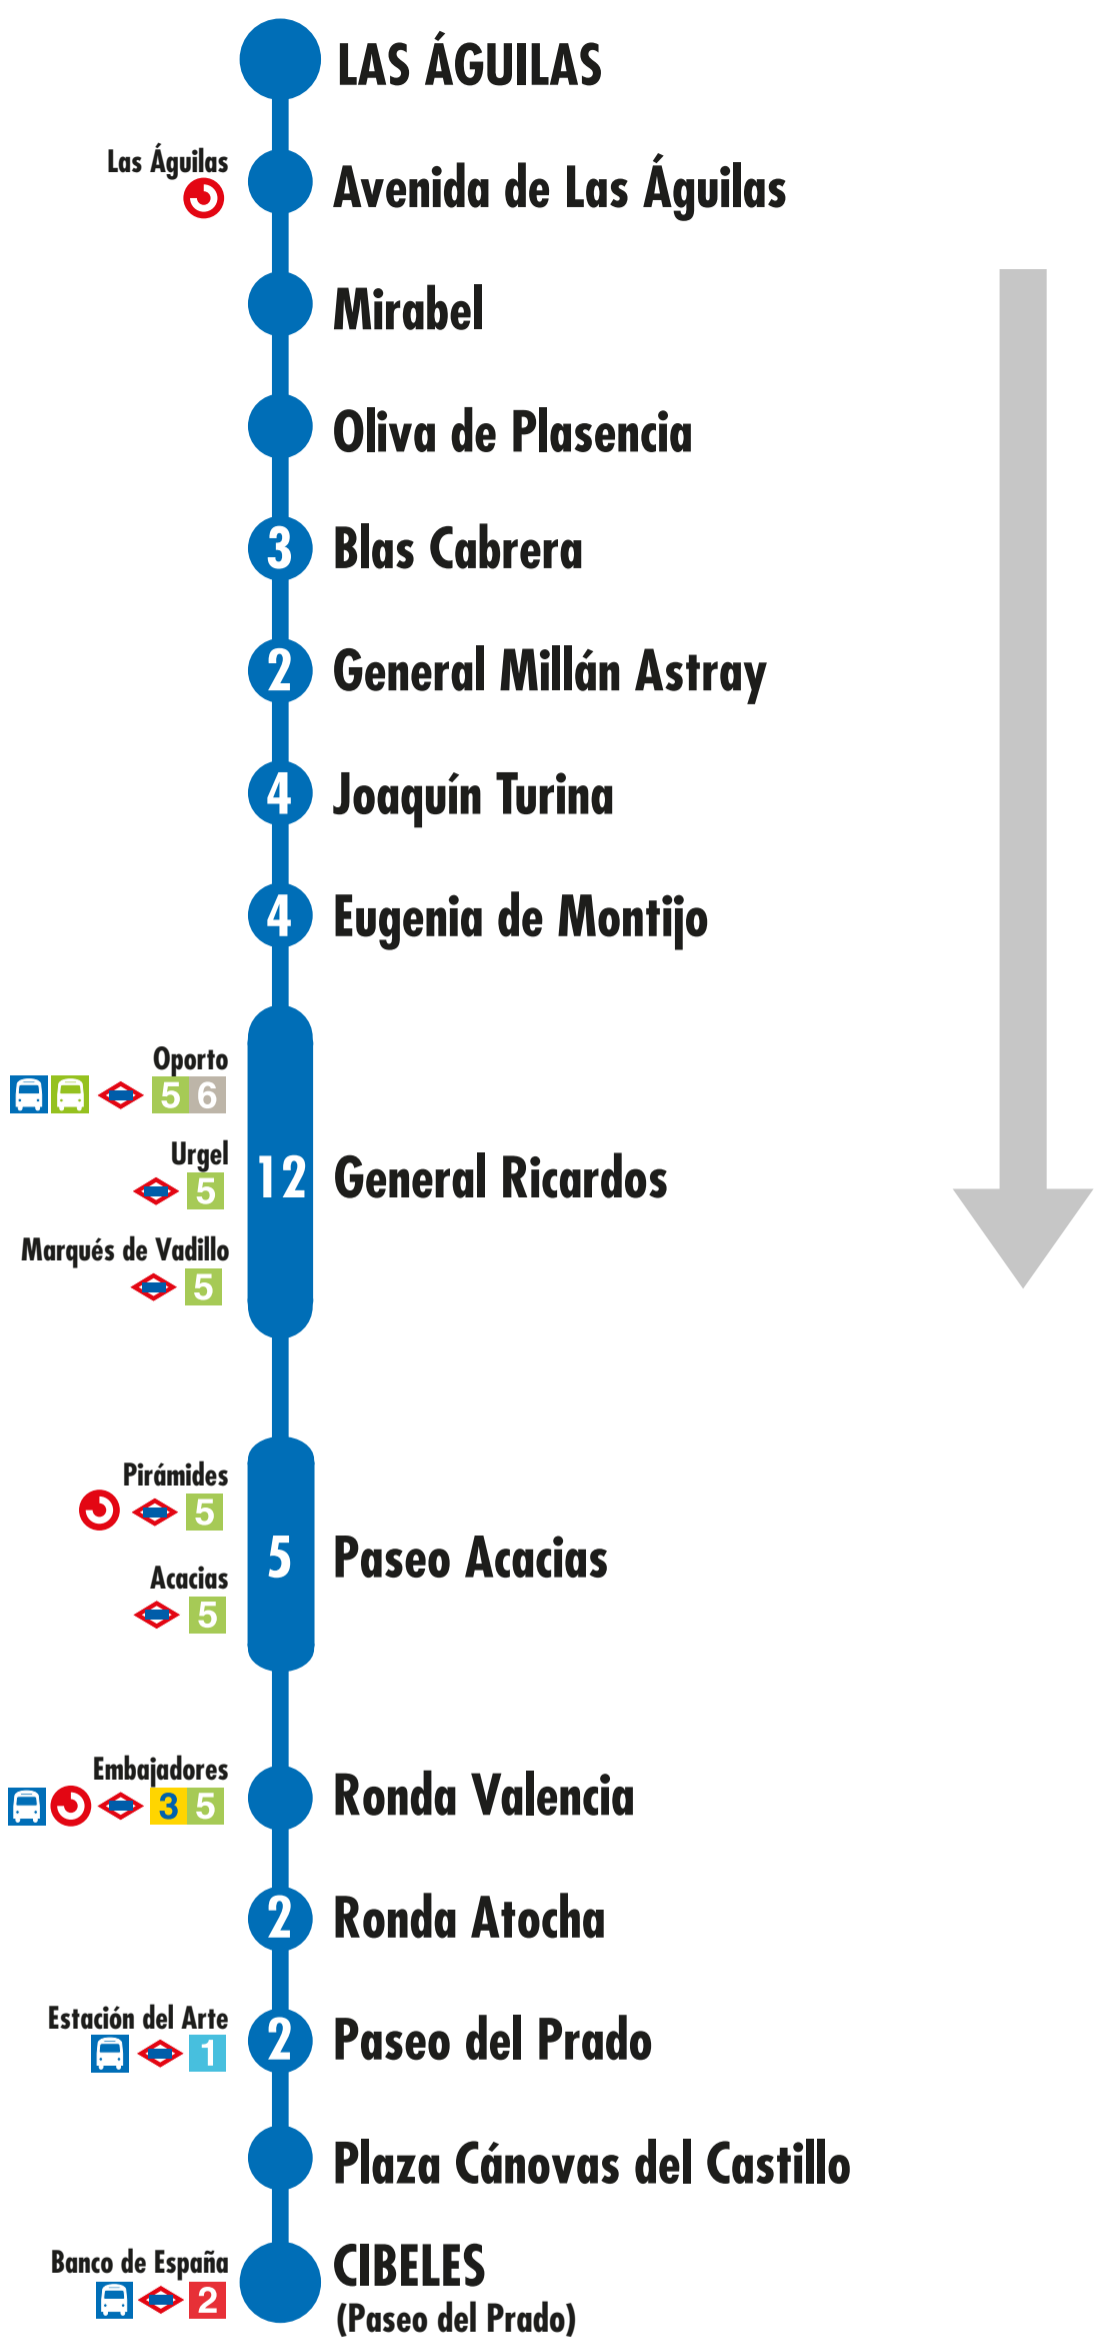 LAS ÁGUILAS
Las Águilas
Avenida de Las Águilas
Mirabel
Oliva de Plasencia
3 Blas Cabrera
2 General Millán Astray
4 Joaquín Turina
4 Eugenia de Montijo
Oporto
5 6
Urgel
5
12 General Ricardos
Marqués de Vadillo
5
Pirámides
5
5 Paseo Acacias
Acacias
5
Embajadores
3 5
Ronda Valencia
2 Ronda Atocha
Estación del Arte
1
2 Paseo del Prado
Plaza Cánovas del Castillo
Banco de España
2
CIBELES
(Paseo del Prado)